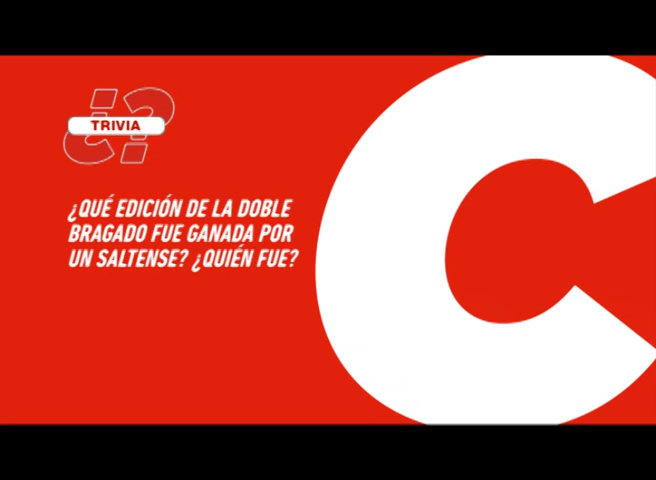 TRIVIA
¿QUÉ EDICIÓN DE LA DOBLE
BRAGADO FUE GANADA POR
UN SALTENSE? ¿QUIÉN FUE?